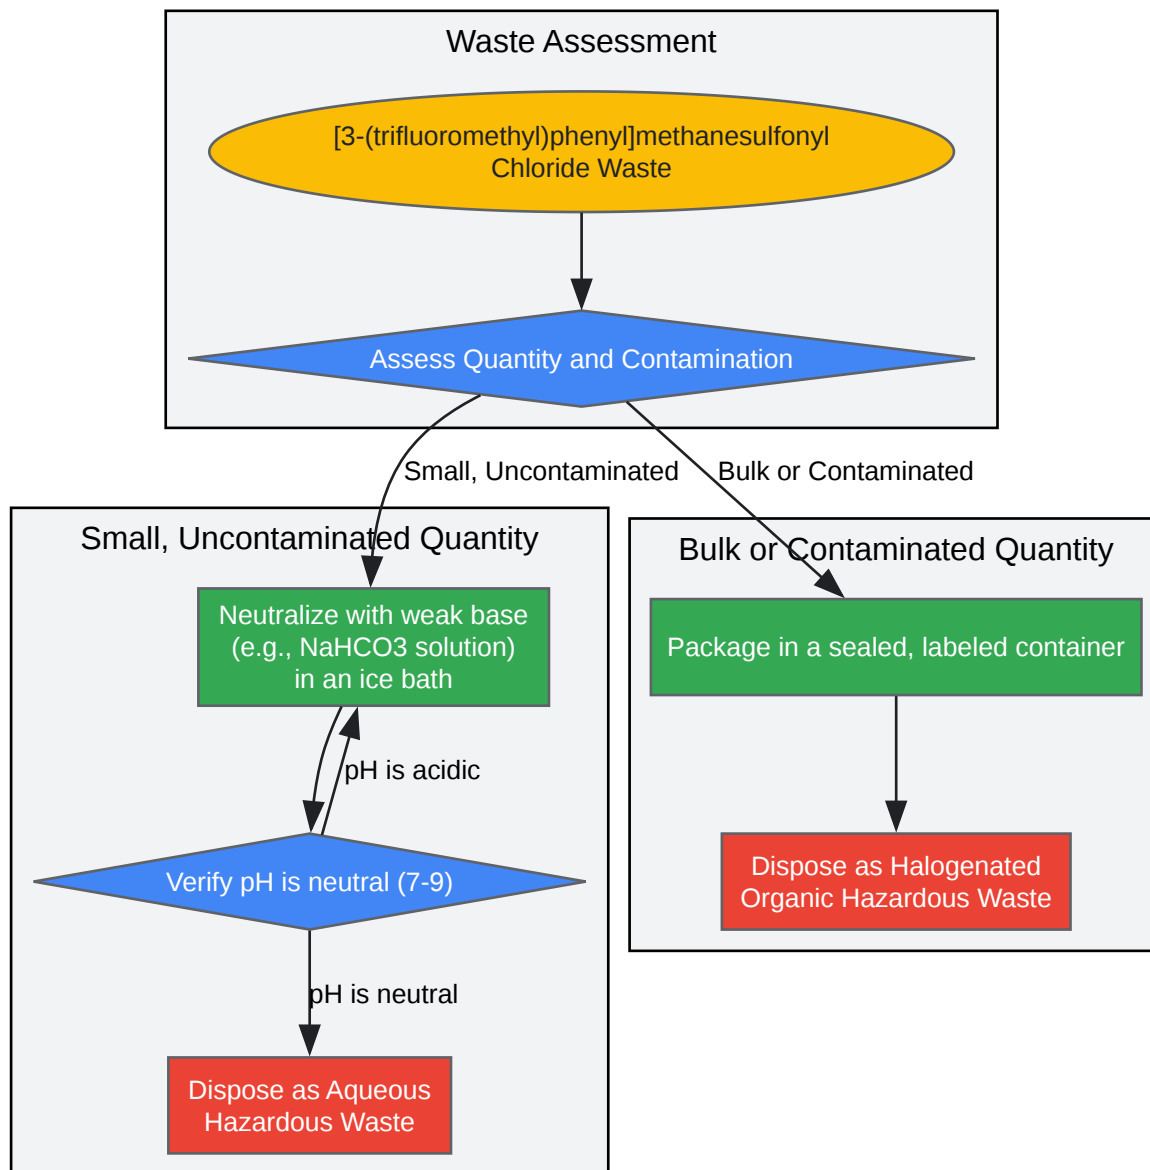 Waste Assessment
[3-(trifluoromethyl)phenyl]methanesulfonyl
Chloride Waste
Assess Quantity and Contamination
Small, Uncontaminated
Bulk or Contaminated
Small, Uncontaminated Quantity
Neutralize with weak base
(e.g., NaHCO3 solution)
in an ice bath
pH is acidic
Verify pH is neutral (7-9)
pH is neutral
Dispose as Aqueous
Hazardous Waste
Bulk or Contaminated Quantity
Package in a sealed, labeled container
Dispose as Halogenated
Organic Hazardous Waste